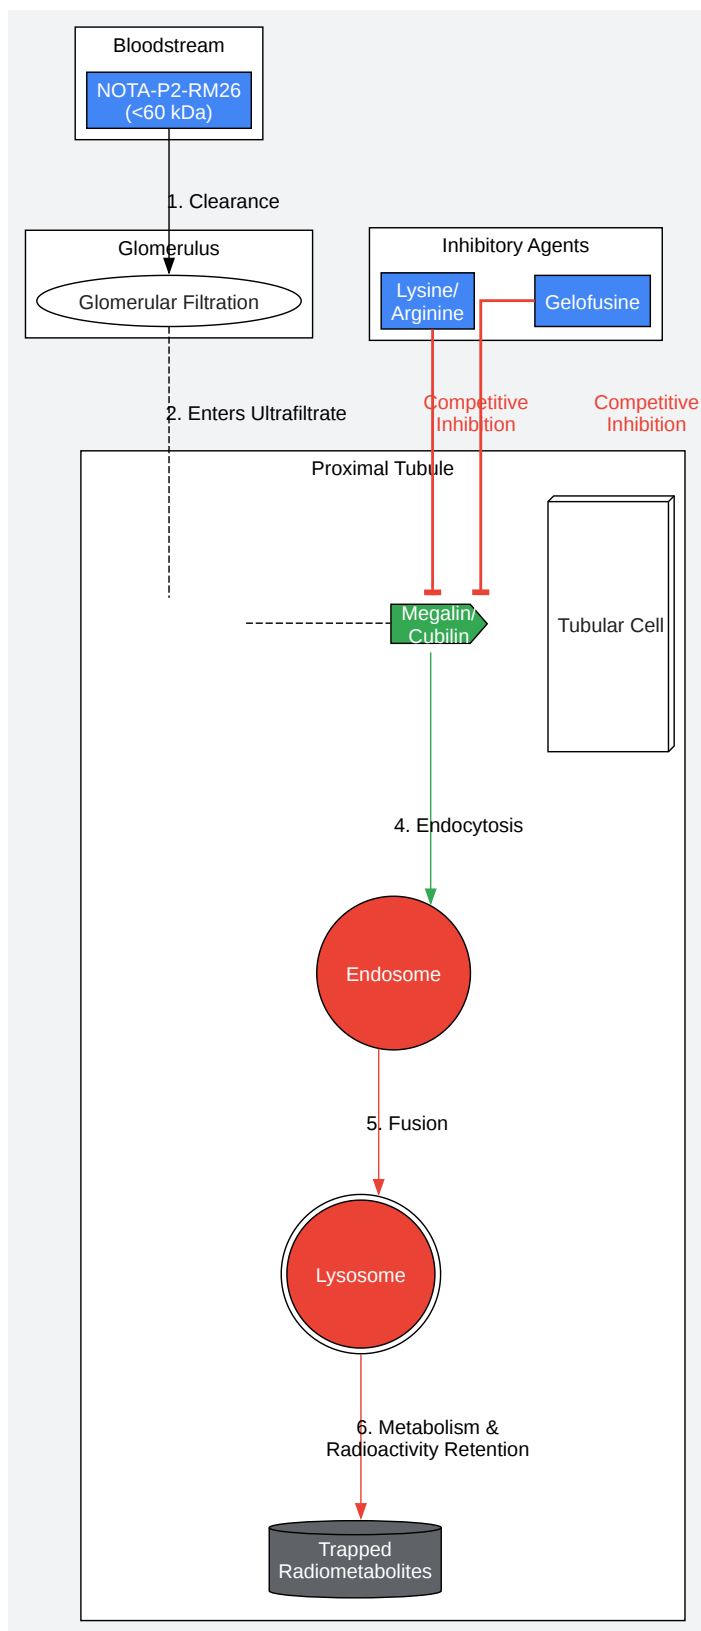 Bloodstream
NOTA-P2-RM26
(<60 kDa)
1. Clearance
Glomerulus
Glomerular Filtration
Inhibitory Agents
Lysine/
Arginine
Gelofusine
2. Enters Ultrafiltrate
Competitive
Inhibition
Competitive
Inhibition
Proximal Tubule
Megalin/
Cubilin
Tubular Cell
4. Endocytosis
Endosome
5. Fusion
Lysosome
6. Metabolism &
Radioactivity Retention
Trapped
Radiometabolites